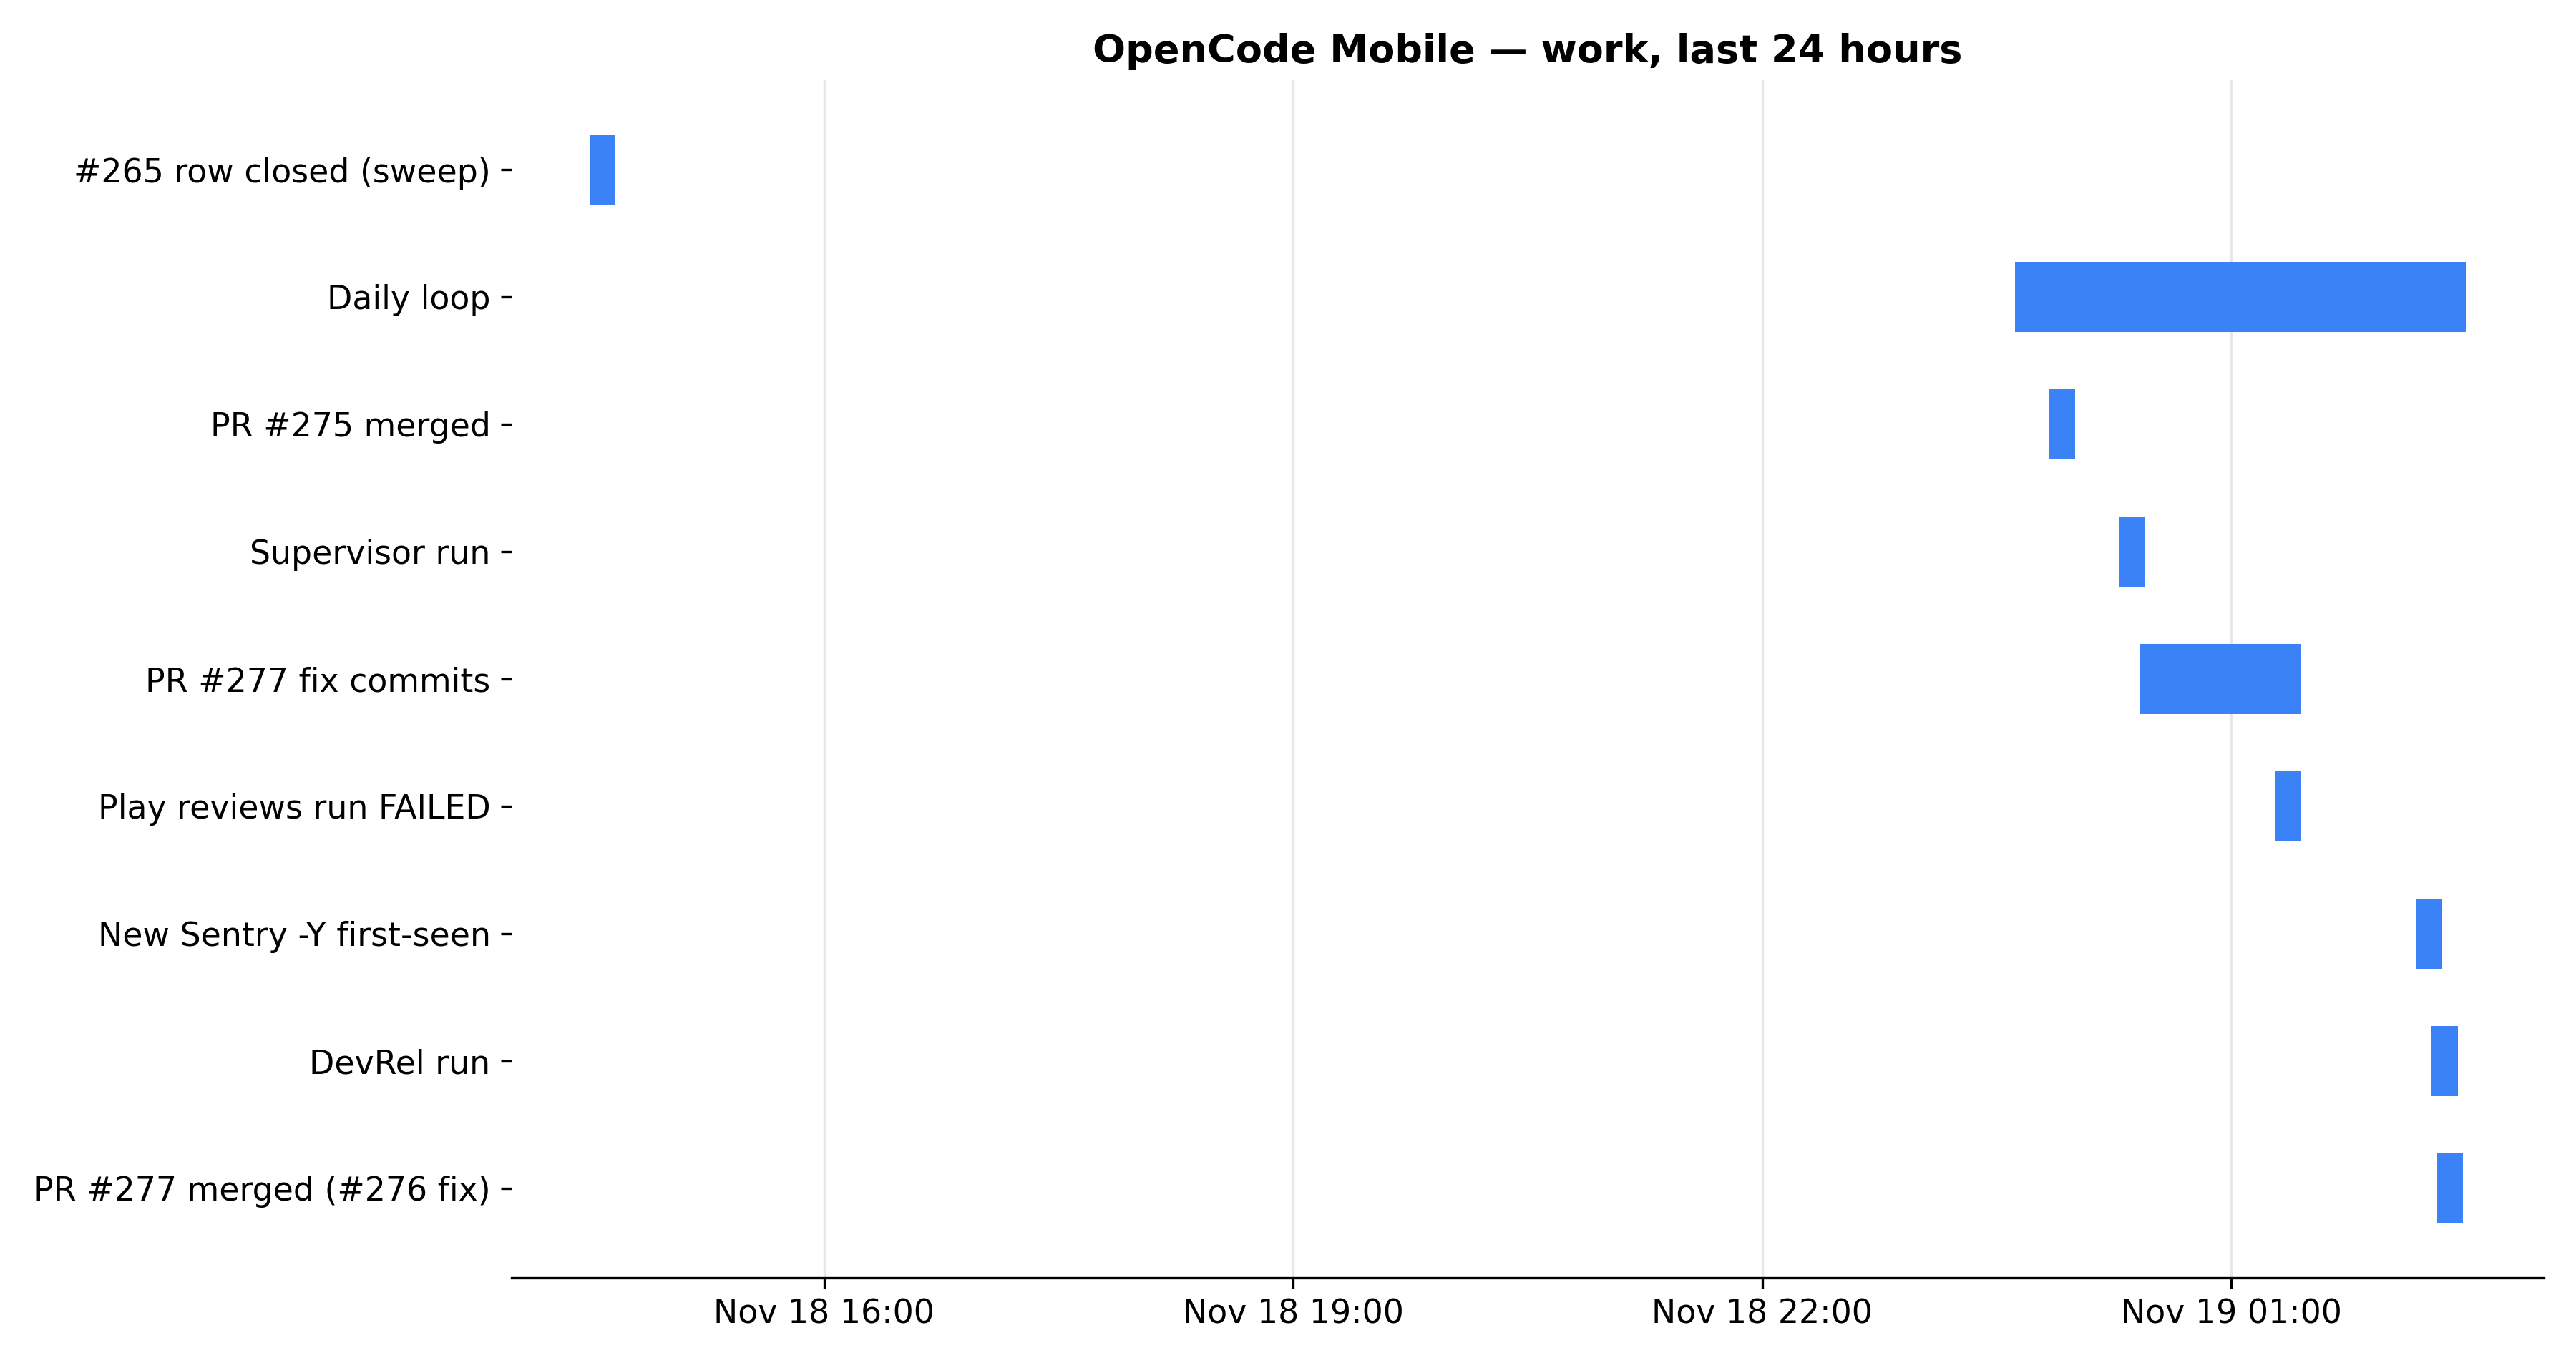 OpenCode Mobile — work, last 24 hours
#265 row closed (sweep)
Daily loop
PR #275 merged
Supervisor run
PR #277 fix commits
Play reviews run FAILED
New Sentry -Y first-seen
DevRel run
PR #277 merged (#276 fix)
Nov 18 16:00
Nov 18 19:00
Nov 18 22:00
Nov 19 01:00